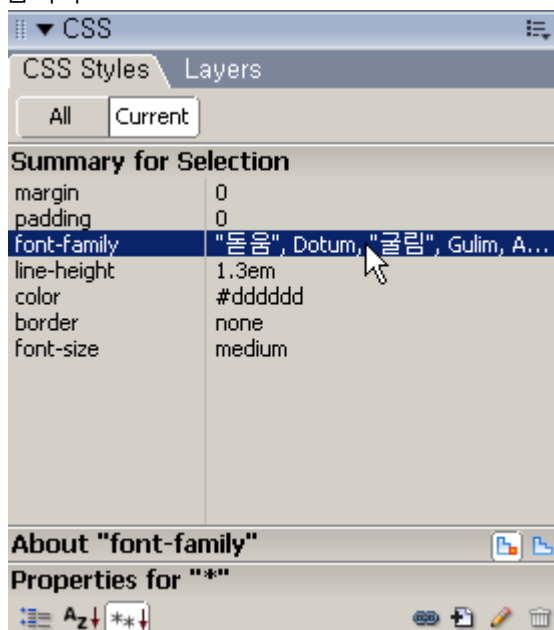 CSS
CSS Styles Layers
All Current
Summary for Selection
margin 0
padding 0
font-family "돋움", Dotum, "굴림", Gulim, A...
line-height 1.3em
color #dddddd
border none
font-size medium
About "font-family"
Properties for "*"